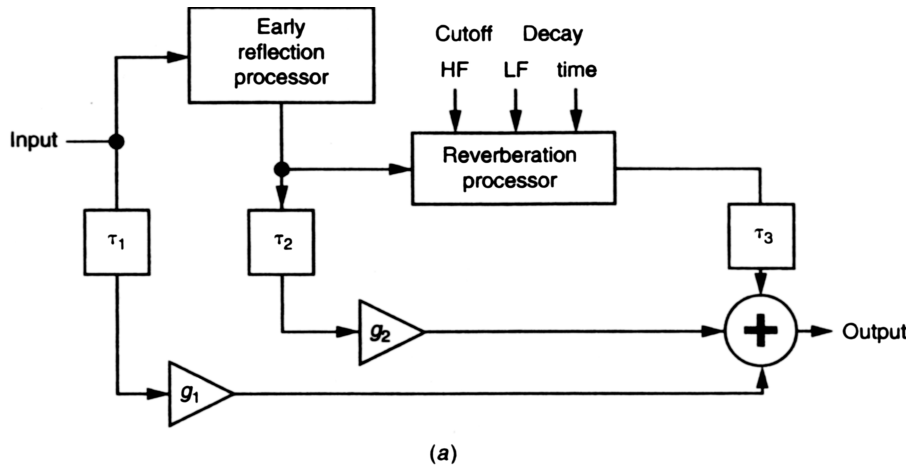 Early
reflection
processor
Cutoff Decay
HF LF time
Input
Reverberation
processor
τ1
τ2
τ3
g2
+
Output
g1
(a)